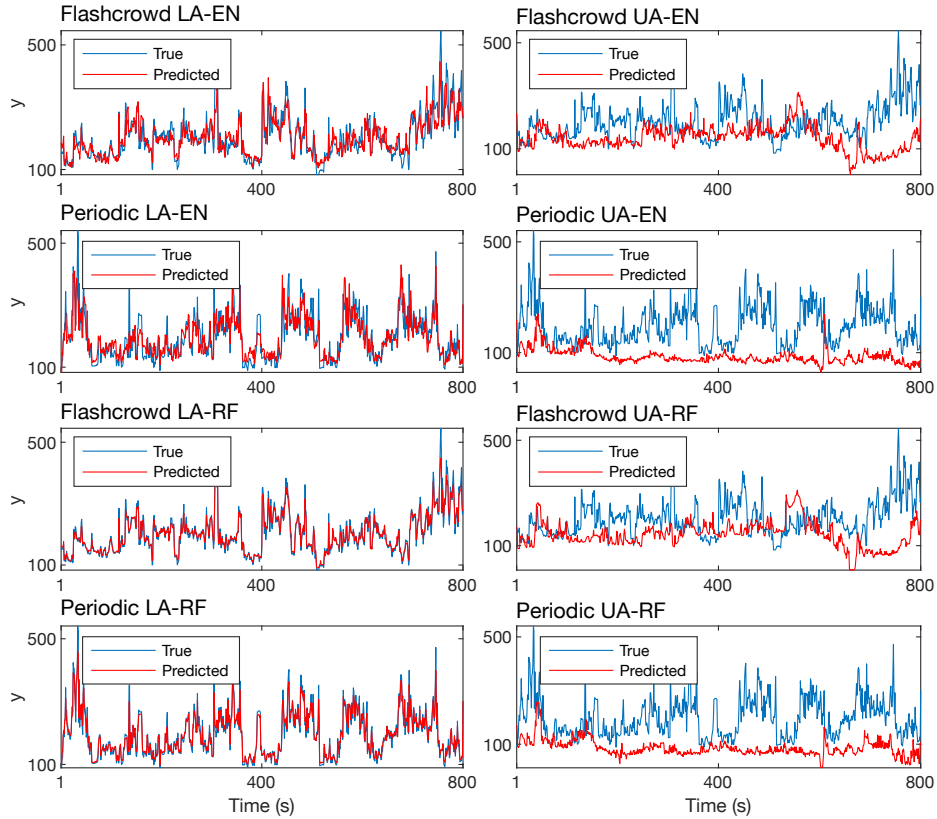 Flashcrowd LA-EN
500
True
Predicted
y
100
1
400
800
Flashcrowd UA-EN
500
True
Predicted
100
1
400
800
Periodic LA-EN
500
True
Predicted
y
100
1
400
800
Periodic UA-EN
500
True
Predicted
100
1
400
800
Flashcrowd LA-RF
500
True
Predicted
y
100
1
400
800
Flashcrowd UA-RF
500
True
Predicted
100
1
400
800
Periodic LA-RF
500
True
Predicted
y
100
1
400
800
Time (s)
Periodic UA-RF
500
True
Predicted
100
1
400
800
Time (s)